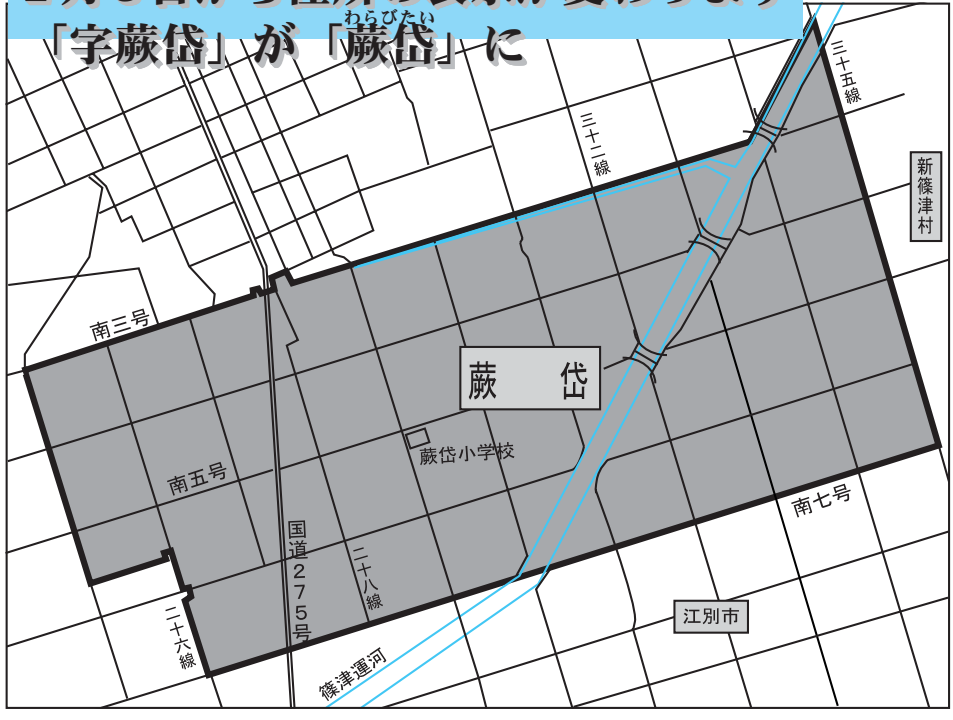 わらびたい
「字蕨岱」が「蕨岱」に
三十五線
三十二線
新篠津村
南三号
蕨 岱
蕨岱小学校
南五号
南七号
国道275号
二十八線
江別市
二十六線
篠津運河